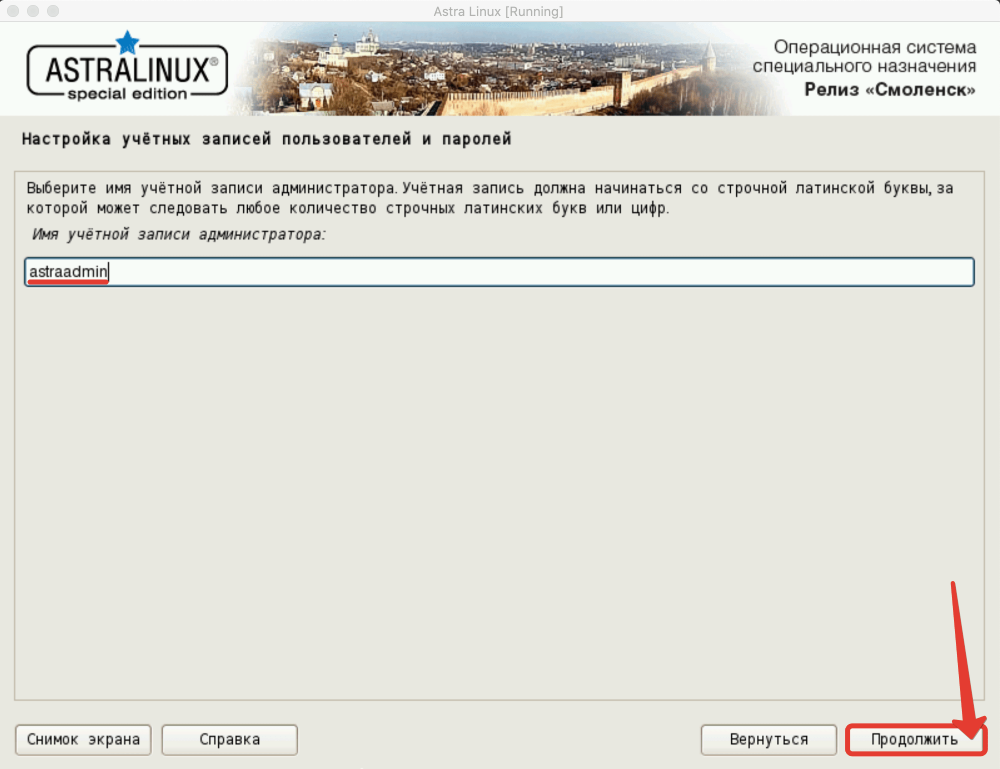 Astra Linux [Running]
ASTRALINUX®
special edition
Операционная система
специального назначения
Релиз «Смоленск»
Настройка учётных записей пользователей и паролей
Выберите имя учётной записи администратора. Учётная запись должна начинаться со строчной латинской буквы, за
которой может следовать любое количество строчных латинских букв или цифр.
Имя учётной записи администратора:
astraadmin
Снимок экрана
Справка
Вернуться
Продолжить